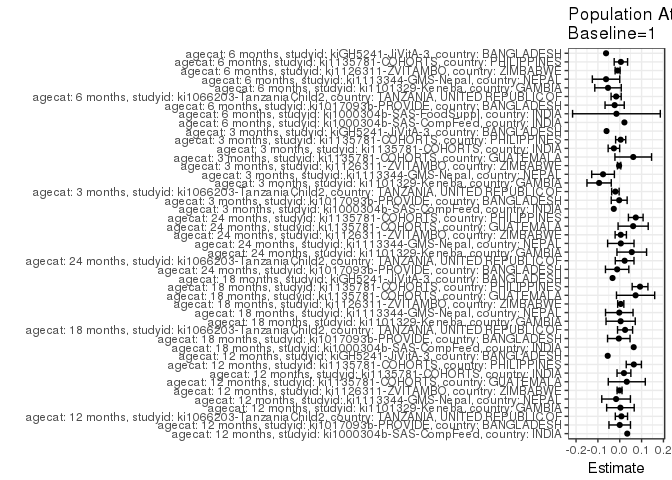 Population At
Baseline=1
agecat: 6 months, studyid: kiGH5241-JiVitA-3, country: BANGLADESH
agecat: 6 months, studyid: ki1135781-COHORTS, country: PHILIPPINES
agecat: 6 months, studyid: ki1126311-ZVITAMBO, country: ZIMBABWE
agecat: 6 months, studyid: ki1113344-GMS-Nepal, country: NEPAL
agecat: 6 months, studyid: ki1101329-Keneba, country: GAMBIA
agecat: 6 months, studyid: ki1066203-TanzaniaChild2, country: TANZANIA, UNITED REPUBLIC OF
agecat: 6 months, studyid: ki1017093b-PROVIDE, country: BANGLADESH
agecat: 6 months, studyid: ki1000304b-SAS-FoodSuppl, country: INDIA
agecat: 6 months, studyid: ki1000304b-SAS-CompFeed, country: INDIA
agecat: 3 months, studyid: kiGH5241-JiVitA-3, country: BANGLADESH
agecat: 3 months, studyid: ki1135781-COHORTS, country: PHILIPPINES
agecat: 3 months, studyid: ki1135781-COHORTS, country: INDIA
agecat: 3 months, studyid: ki1135781-COHORTS, country: GUATEMALA
agecat: 3 months, studyid: ki1126311-ZVITAMBO, country: ZIMBABWE
agecat: 3 months, studyid: ki1113344-GMS-Nepal, country: NEPAL
agecat: 3 months, studyid: ki1101329-Keneba, country: GAMBIA
agecat: 3 months, studyid: ki1066203-TanzaniaChild2, country: TANZANIA, UNITED REPUBLIC OF
agecat: 3 months, studyid: ki1017093b-PROVIDE, country: BANGLADESH
agecat: 3 months, studyid: ki1000304b-SAS-CompFeed, country: INDIA
agecat: 24 months, studyid: ki1135781-COHORTS, country: PHILIPPINES
agecat: 24 months, studyid: ki1135781-COHORTS, country: GUATEMALA
agecat: 24 months, studyid: ki1126311-ZVITAMBO, country: ZIMBABWE
agecat: 24 months, studyid: ki1113344-GMS-Nepal, country: NEPAL
agecat: 24 months, studyid: ki1101329-Keneba, country: GAMBIA
agecat: 24 months, studyid: ki1066203-TanzaniaChild2, country: TANZANIA, UNITED REPUBLIC OF
agecat: 24 months, studyid: ki1017093b-PROVIDE, country: BANGLADESH
agecat: 18 months, studyid: kiGH5241-JiVitA-3, country: BANGLADESH
agecat: 18 months, studyid: ki1135781-COHORTS, country: PHILIPPINES
agecat: 18 months, studyid: ki1135781-COHORTS, country: GUATEMALA
agecat: 18 months, studyid: ki1126311-ZVITAMBO, country: ZIMBABWE
agecat: 18 months, studyid: ki1113344-GMS-Nepal, country: NEPAL
agecat: 18 months, studyid: ki1101329-Keneba, country: GAMBIA
agecat: 18 months, studyid: ki1066203-TanzaniaChild2, country: TANZANIA, UNITED REPUBLIC OF
agecat: 18 months, studyid: ki1017093b-PROVIDE, country: BANGLADESH
agecat: 18 months, studyid: ki1000304b-SAS-CompFeed, country: INDIA
agecat: 12 months, studyid: kiGH5241-JiVitA-3, country: BANGLADESH
agecat: 12 months, studyid: ki1135781-COHORTS, country: PHILIPPINES
agecat: 12 months, studyid: ki1135781-COHORTS, country: INDIA
agecat: 12 months, studyid: ki1135781-COHORTS, country: GUATEMALA
agecat: 12 months, studyid: ki1126311-ZVITAMBO, country: ZIMBABWE
agecat: 12 months, studyid: ki1113344-GMS-Nepal, country: NEPAL
agecat: 12 months, studyid: ki1101329-Keneba, country: GAMBIA
agecat: 12 months, studyid: ki1066203-TanzaniaChild2, country: TANZANIA, UNITED REPUBLIC OF
agecat: 12 months, studyid: ki1017093b-PROVIDE, country: BANGLADESH
agecat: 12 months, studyid: ki1000304b-SAS-CompFeed, country: INDIA
-0.2 -0.1 0.0 0.1 0.2
Estimate